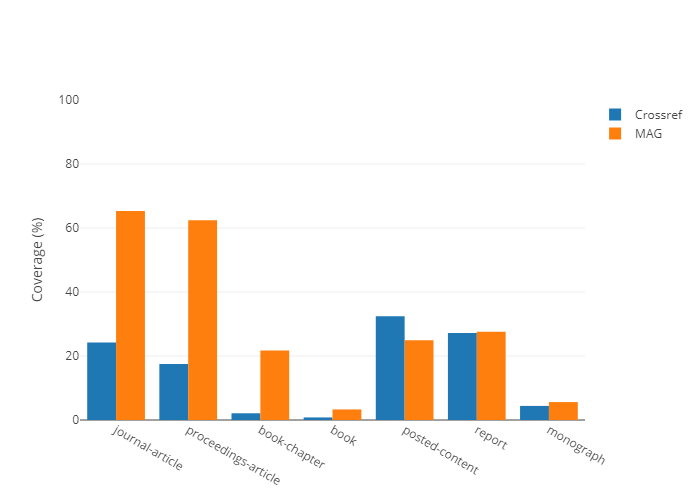 100
80
60
40
20
0
Coverage (%)
journal-article
proceedings-article
book-chapter
book
posted-content
report
monograph
Crossref
MAG